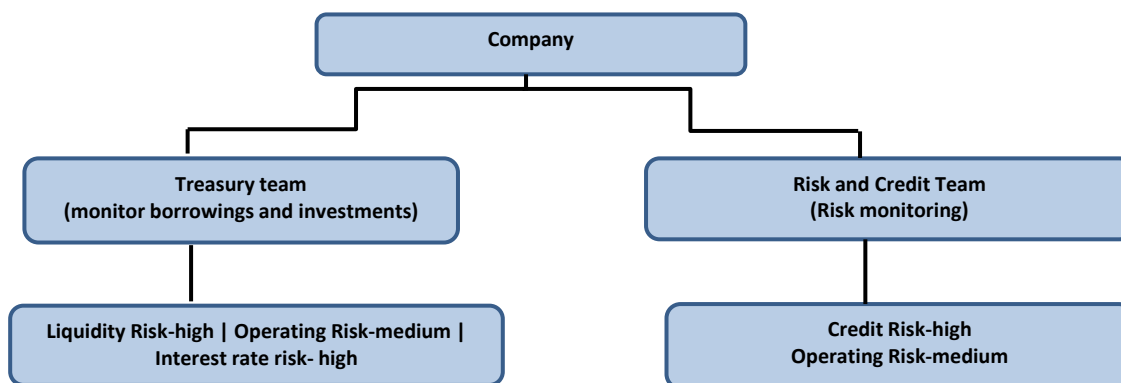 Company
Treasury team
(monitor borrowings and investments)
Risk and Credit Team
(Risk monitoring)
Liquidity Risk-high | Operating Risk-medium |
Interest rate risk- high
Credit Risk-high
Operating Risk-medium